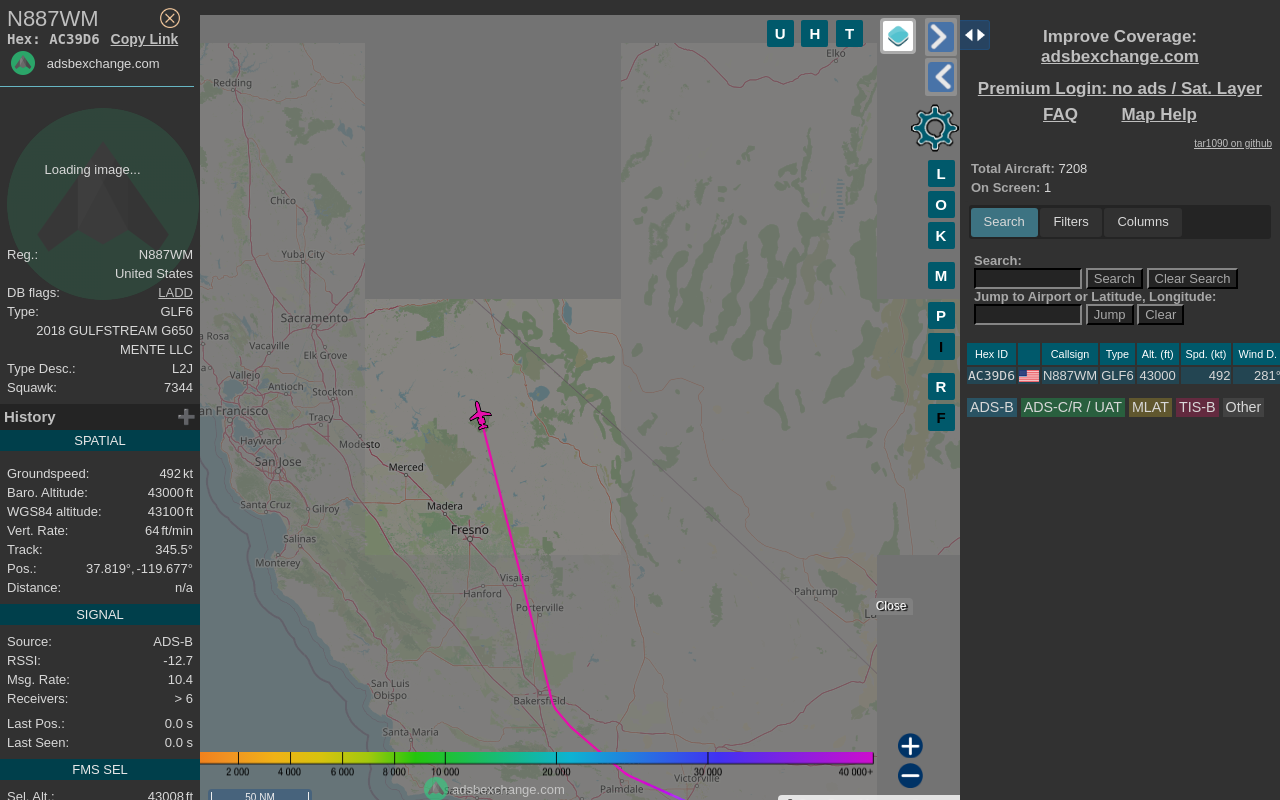 N887WM
Hex: AC39D6 Copy Link
adsbexchange.com
Loading image...
Reg.: N887WM
United States
DB flags: LADD
Type: GLF6
2018 GULFSTREAM G650
MENTE LLC
Type Desc.: L2J
Squawk: 7344
History
SPATIAL
Groundspeed: 492 kt
Baro. Altitude: 43000 ft
WGS84 altitude: 43100 ft
Vert. Rate: 64 ft/min
Track: 345.5°
Pos.: 37.819°, -119.677°
Distance: n/a
SIGNAL
Source: ADS-B
RSSI: -12.7
Msg. Rate: 10.4
Receivers: > 6
Last Pos.: 0.0 s
Last Seen: 0.0 s
FMS SEL
Sel. Alt.: 43008 ft
U H T
Elko
Redding
Chico
Yuba City
Sacramento
a Rosa
Vacaville
Elk Grove
Vallejo
Antioch
Stockton
an Francisco
Tracy
Hayward
Modesto
San Jose
Merced
Santa Cruz
Gilroy
Madera
Salinas
Fresno
Monterey
Visalia
Hanford
Porterville
Pahrump
Close
San Luis
Obispo
Bakersfield
Santa Maria
2 000 4 000 6 000 8 000 10 000 20 000 30 000 40 000+
Victorville
Palmdale
adsbexchange.com
50 NM
L
O
K
M
P
I
R
F
Improve Coverage:
adsbexchange.com
Premium Login: no ads / Sat. Layer
FAQ Map Help
tar1090 on github
Total Aircraft: 7208
On Screen: 1
Search Filters Columns
Search:
Search Clear Search
Jump to Airport or Latitude, Longitude:
Jump Clear
Hex ID Callsign Type Alt. (ft) Spd. (kt) Wind D.
AC39D6 N887WM GLF6 43000 492 281°
ADS-B ADS-C/R / UAT MLAT TIS-B Other